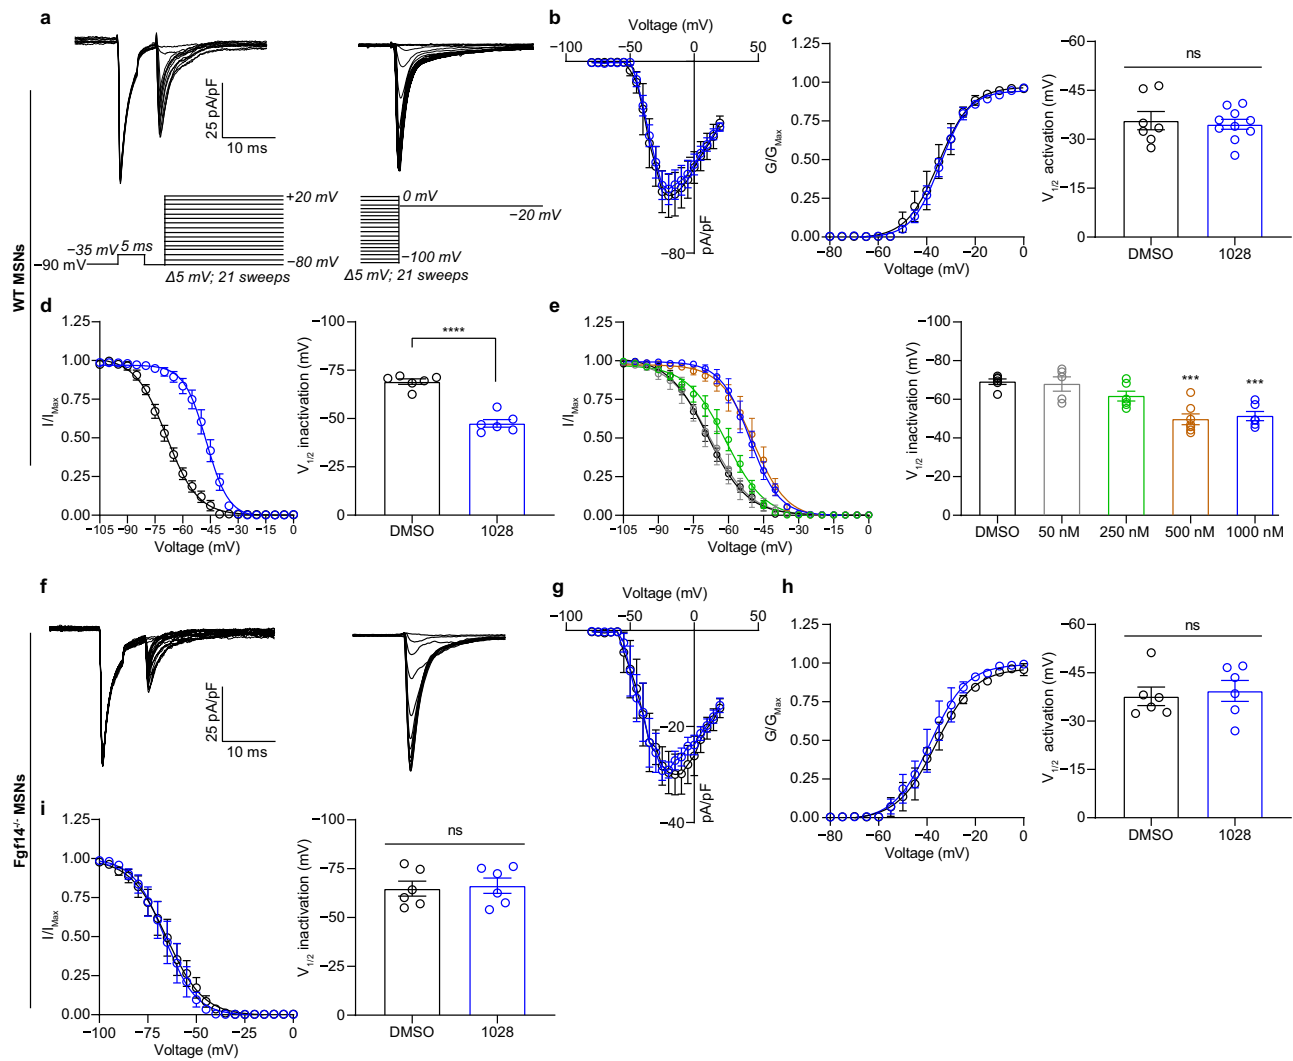 a
25 pA/pF
10 ms
+20 mV
0 mV
−20 mV
−35 mV
5 ms
−90 mV
−80 mV
−100 mV
Δ5 mV; 21 sweeps
Δ5 mV; 21 sweeps
WT MSNs
b
Voltage (mV)
−100 −50 0 50
−80
pA/pF
c
G/GMax
1.25
1.00
0.75
0.50
0.25
0.00
−80 −60 −40 −20 0
Voltage (mV)
V1/2 activation (mV)
−60
−45
−30
−15
0
ns
DMSO 1028
d
I/IMax
1.25
1.00
0.75
0.50
0.25
0.00
−105 −90 −75 −60 −45 −30 −15 0
Voltage (mV)
V1/2 inactivation (mV)
−100
−75
−50
−25
0
****
DMSO 1028
e
I/IMax
1.25
1.00
0.75
0.50
0.25
0.00
−105 −90 −75 −60 −45 −30 −15 0
Voltage (mV)
V1/2 inactivation (mV)
−100
−80
−60
−40
−20
0
*** ***
DMSO 50 nM 250 nM 500 nM 1000 nM
f
25 pA/pF
10 ms
Fgf14-/- MSNs
g
Voltage (mV)
−100 −50 0 50
−20
−40
pA/pF
h
G/GMax
1.25
1.00
0.75
0.50
0.25
0.00
−80 −60 −40 −20 0
Voltage (mV)
V1/2 activation (mV)
−60
−45
−30
−15
0
ns
DMSO 1028
i
I/IMax
1.25
1.00
0.75
0.50
0.25
0.00
−100 −75 −50 −25 0
Voltage (mV)
V1/2 inactivation (mV)
−100
−75
−50
−25
0
ns
DMSO 1028